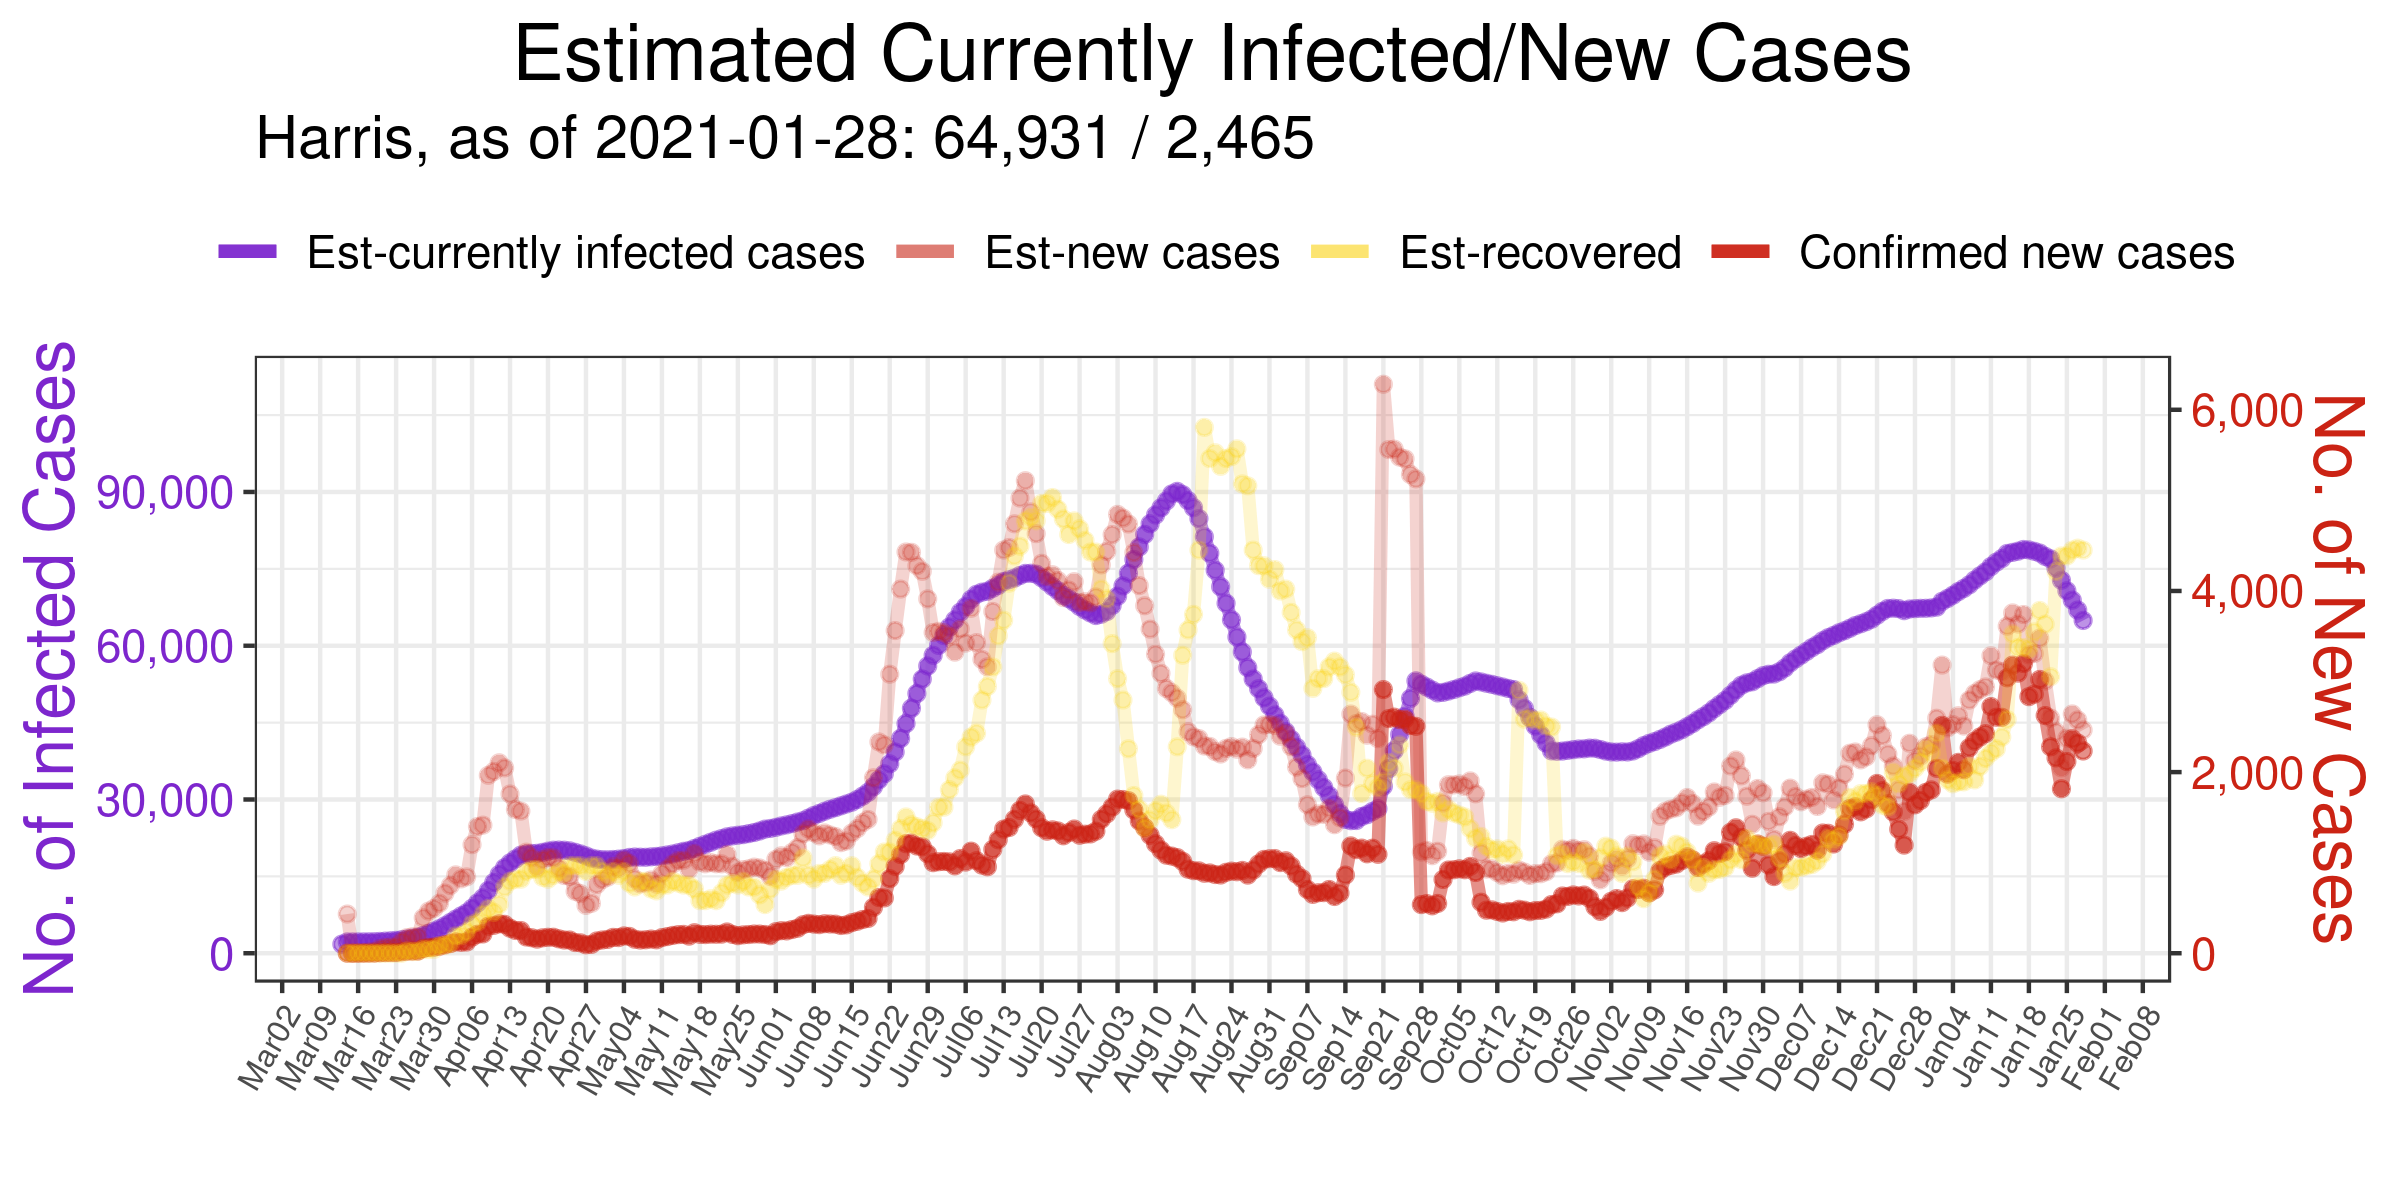 Estimated Currently Infected/New Cases
Harris, as of 2021-01-28: 64,931 / 2,465
Est-currently infected cases Est-new cases Est-recovered Confirmed new cases
No. of Infected Cases
90,000
60,000
30,000
0
6,000
4,000
2,000
0
No. of New Cases
Mar02 Mar09 Mar16 Mar23 Mar30 Apr06 Apr13 Apr20 Apr27 May04 May11 May18 May25 Jun01 Jun08 Jun15 Jun22 Jun29 Jul06 Jul13 Jul20 Jul27 Aug03 Aug10 Aug17 Aug24 Aug31 Sep07 Sep14 Sep21 Sep28 Oct05 Oct12 Oct19 Oct26 Nov02 Nov09 Nov16 Nov23 Nov30 Dec07 Dec14 Dec21 Dec28 Jan04 Jan11 Jan18 Jan25 Feb01 Feb08